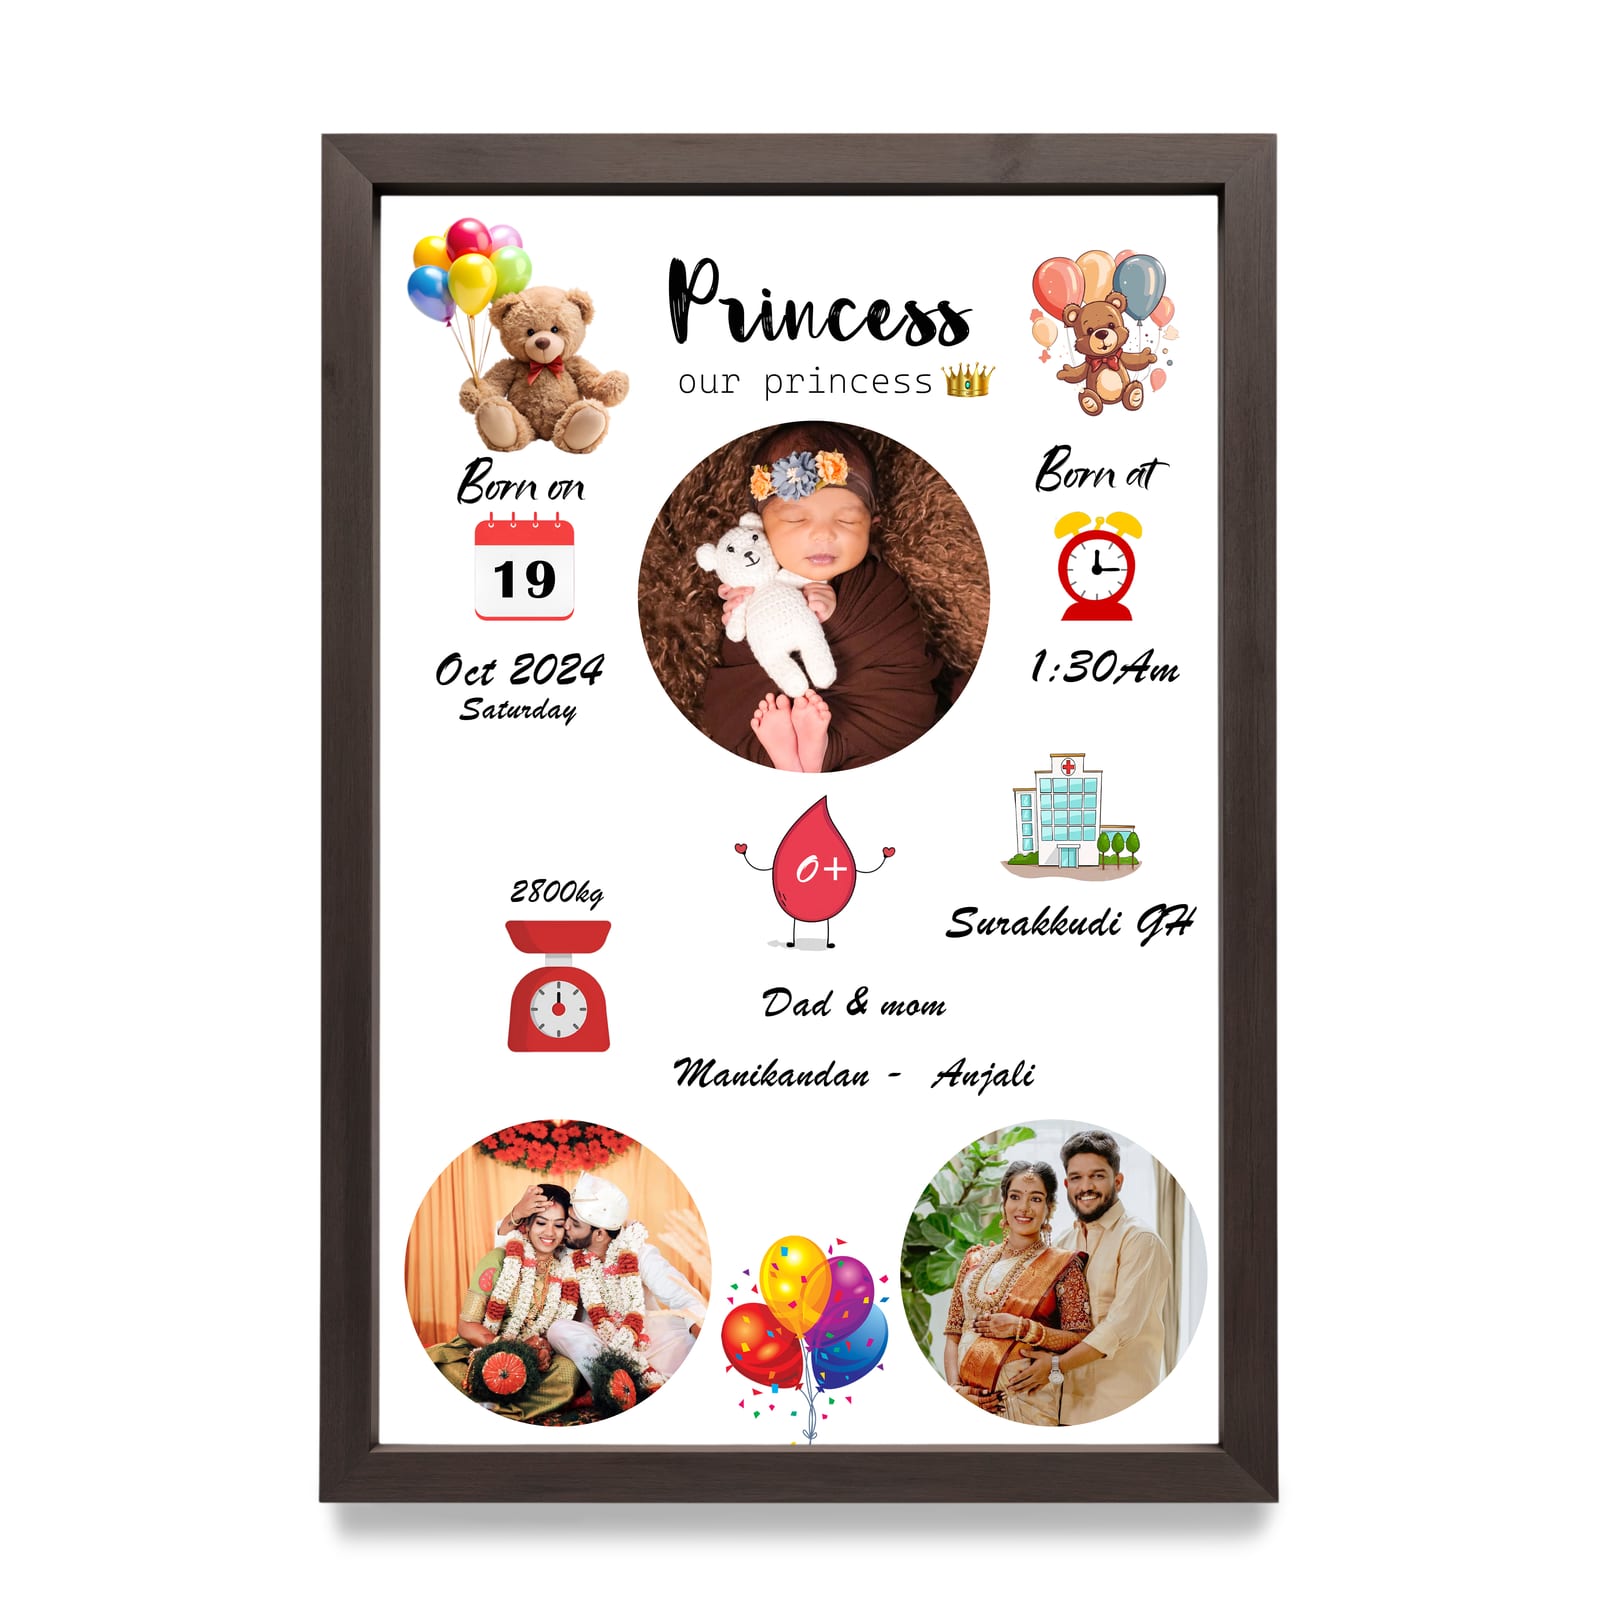 Princess
our princess
Born on
19
Oct 2024
Saturday
Born at
1:30Am
2800kg
O+
Surakkudi GH
Dad & mom
Manikandan - Anjali